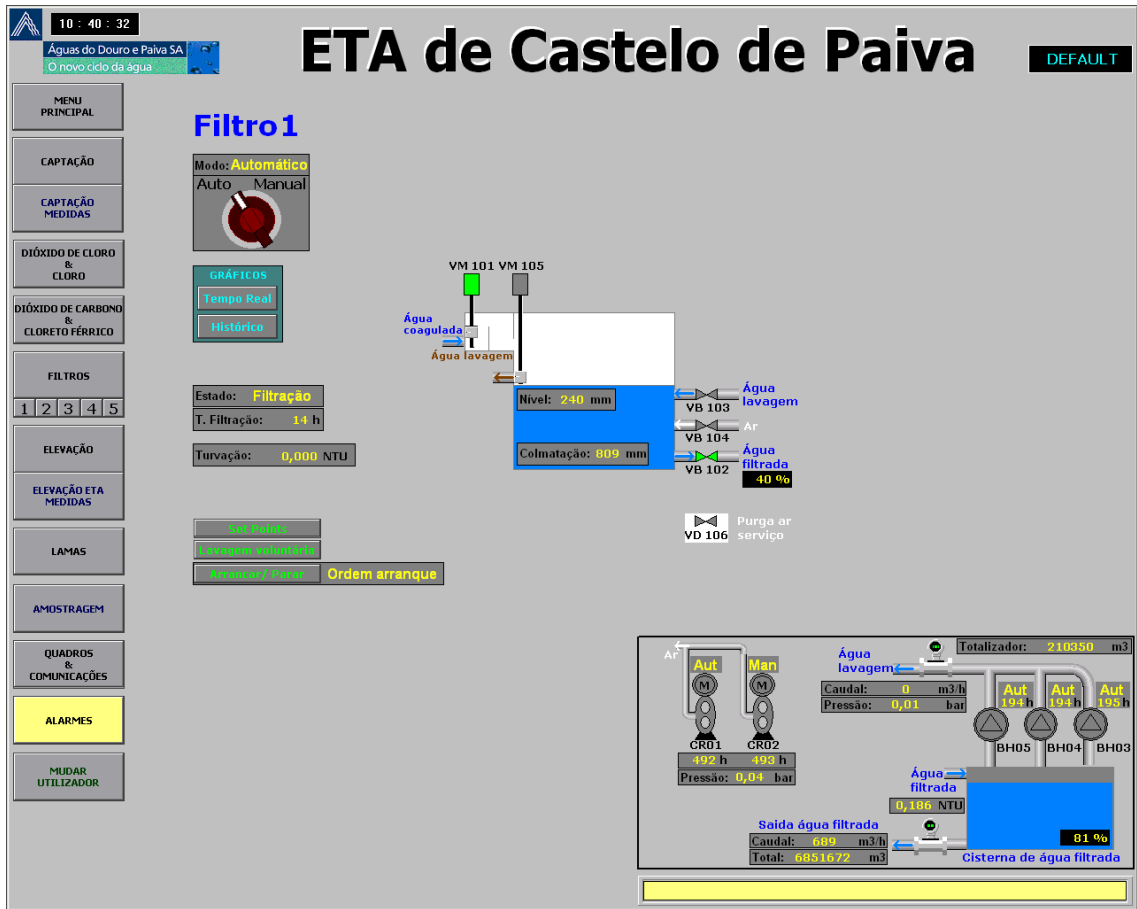 10 : 40 : 32
Águas do Douro e Paiva SA
O novo ciclo da água
ETA de Castelo de Paiva
DEFAULT
MENU
PRINCIPAL
CAPTAÇÃO
CAPTAÇÃO
MEDIDAS
DIÓXIDO DE CLORO
&
CLORO
DIÓXIDO DE CARBONO
&
CLORETO FÉRRICO
FILTROS
1 2 3 4 5
ELEVAÇÃO
ELEVAÇÃO ETA
MEDIDAS
LAMAS
AMOSTRAGEM
QUADROS
&
COMUNICAÇÕES
ALARMES
MUDAR
UTILIZADOR
Filtro1
Modo: Automático
Auto Manual
GRÁFICOS
Tempo Real
Histórico
Estado: Filtração
T. Filtração: 14 h
Turvação: 0,000 NTU
Set Points
Lavagem voluntária
Arrancar/ Parar Ordem arranque
VM 101 VM 105
Água
coagulada
Água lavagem
Nível: 240 mm
Colmatação: 809 mm
Água
lavagem
VB 103
Ar
VB 104
Água
filtrada
VB 102
40 %
VD 106
Purga ar
serviço
Ar
Aut
Man
M
M
CR01
CR02
492 h
493 h
Pressão: 0,04 bar
Água
lavagem
Totalizador: 210350 m3
Caudal: 0 m3/h
Pressão: 0,01 bar
Aut
194 h
Aut
194 h
Aut
195 h
BH05
BH04
BH03
Água
filtrada
0,186 NTU
Saida água filtrada
Caudal: 689 m3/h
Total: 6851672 m3
81 %
Cisterna de água filtrada